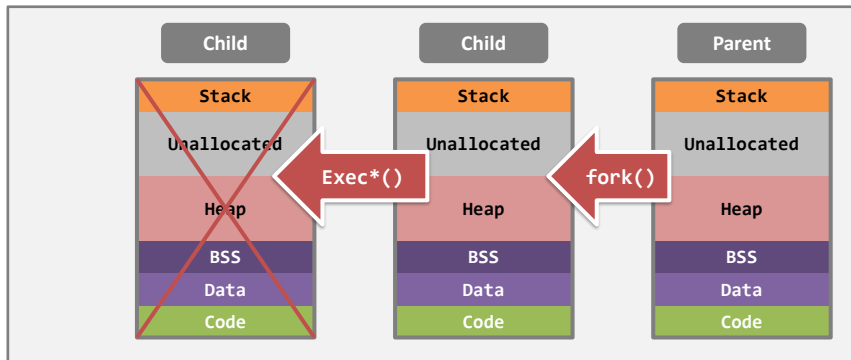 Child
Child
Parent
Stack
Stack
Stack
Unallocated
Unallocated
Unallocated
Exec*()
fork()
Heap
Heap
Heap
BSS
BSS
BSS
Data
Data
Data
Code
Code
Code